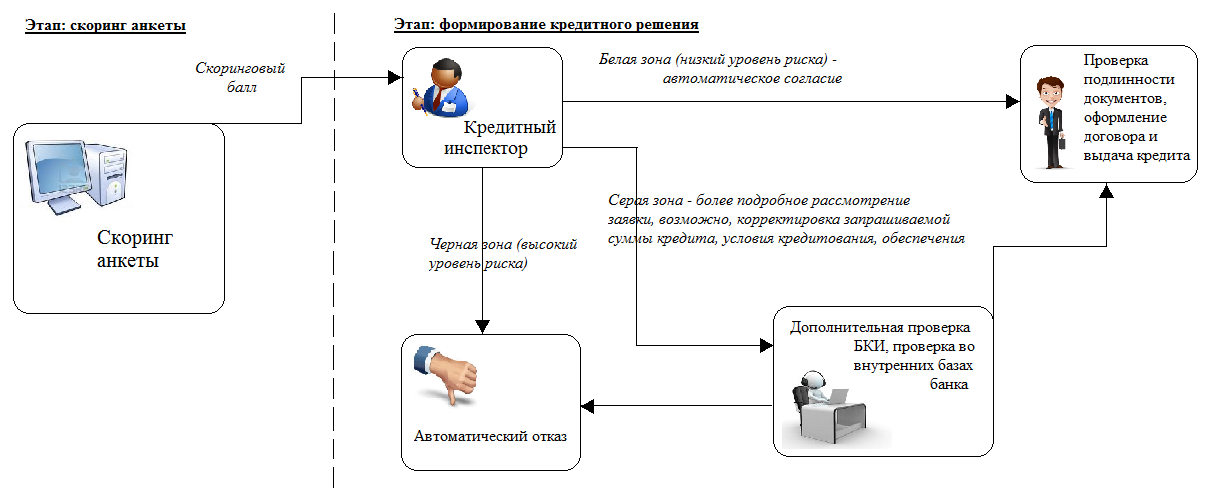 Этап: скоринг анкеты
Этап: формирование кредитного решения
Скоринговый
балл
Скоринг
анкеты
Кредитный
инспектор
Белая зона (низкий уровень риска) -
автоматическое согласие
Проверка
подлинности
документов,
оформление
договора и
выдача кредита
Серая зона - более подробное рассмотрение
заявки, возможно, корректировка запрашиваемой
суммы кредита, условия кредитования, обеспечения
Черная зона (высокий
уровень риска)
Дополнительная проверка
БКИ, проверка во
внутренних базах
банка
Автоматический отказ